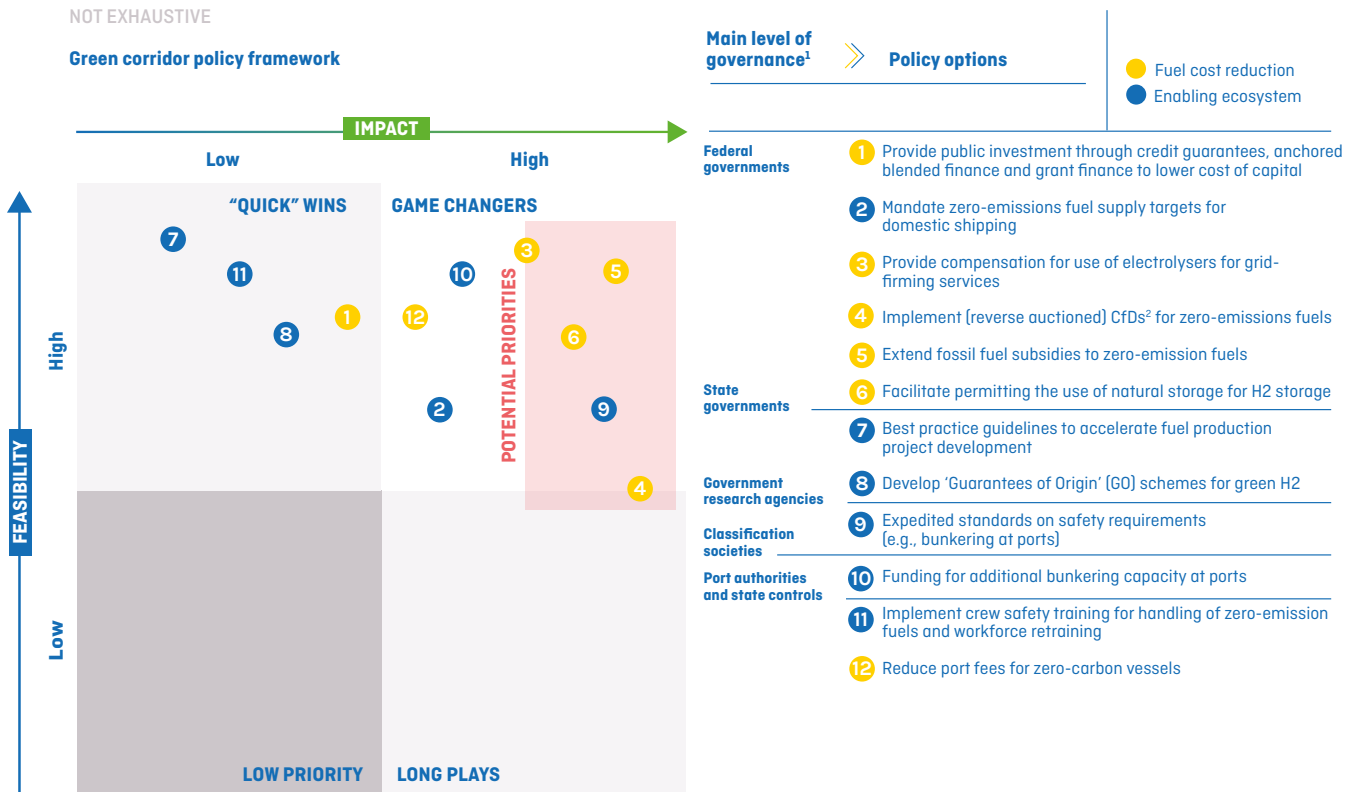 NOT EXHAUSTIVE
Green corridor policy framework
IMPACT
Low
High
FEASIBILITY
High
Low
"QUICK" WINS
GAME CHANGERS
POTENTIAL PRIORITIES
LOW PRIORITY
LONG PLAYS
7
11
8
1
12
10
2
3
5
6
9
4
Main level of
governance¹
Policy options
Fuel cost reduction
Enabling ecosystem
Federal
governments
1 Provide public investment through credit guarantees, anchored
blended finance and grant finance to lower cost of capital
2 Mandate zero-emissions fuel supply targets for
domestic shipping
3 Provide compensation for use of electrolysers for grid-
firming services
4 Implement (reverse auctioned) CfDs² for zero-emissions fuels
5 Extend fossil fuel subsidies to zero-emission fuels
State
governments
6 Facilitate permitting the use of natural storage for H2 storage
7 Best practice guidelines to accelerate fuel production
project development
Government
research agencies
8 Develop ‘Guarantees of Origin’ (GO) schemes for green H2
Classification
societies
9 Expedited standards on safety requirements
(e.g., bunkering at ports)
Port authorities
and state controls
10 Funding for additional bunkering capacity at ports
11 Implement crew safety training for handling of zero-emission
fuels and workforce retraining
12 Reduce port fees for zero-carbon vessels